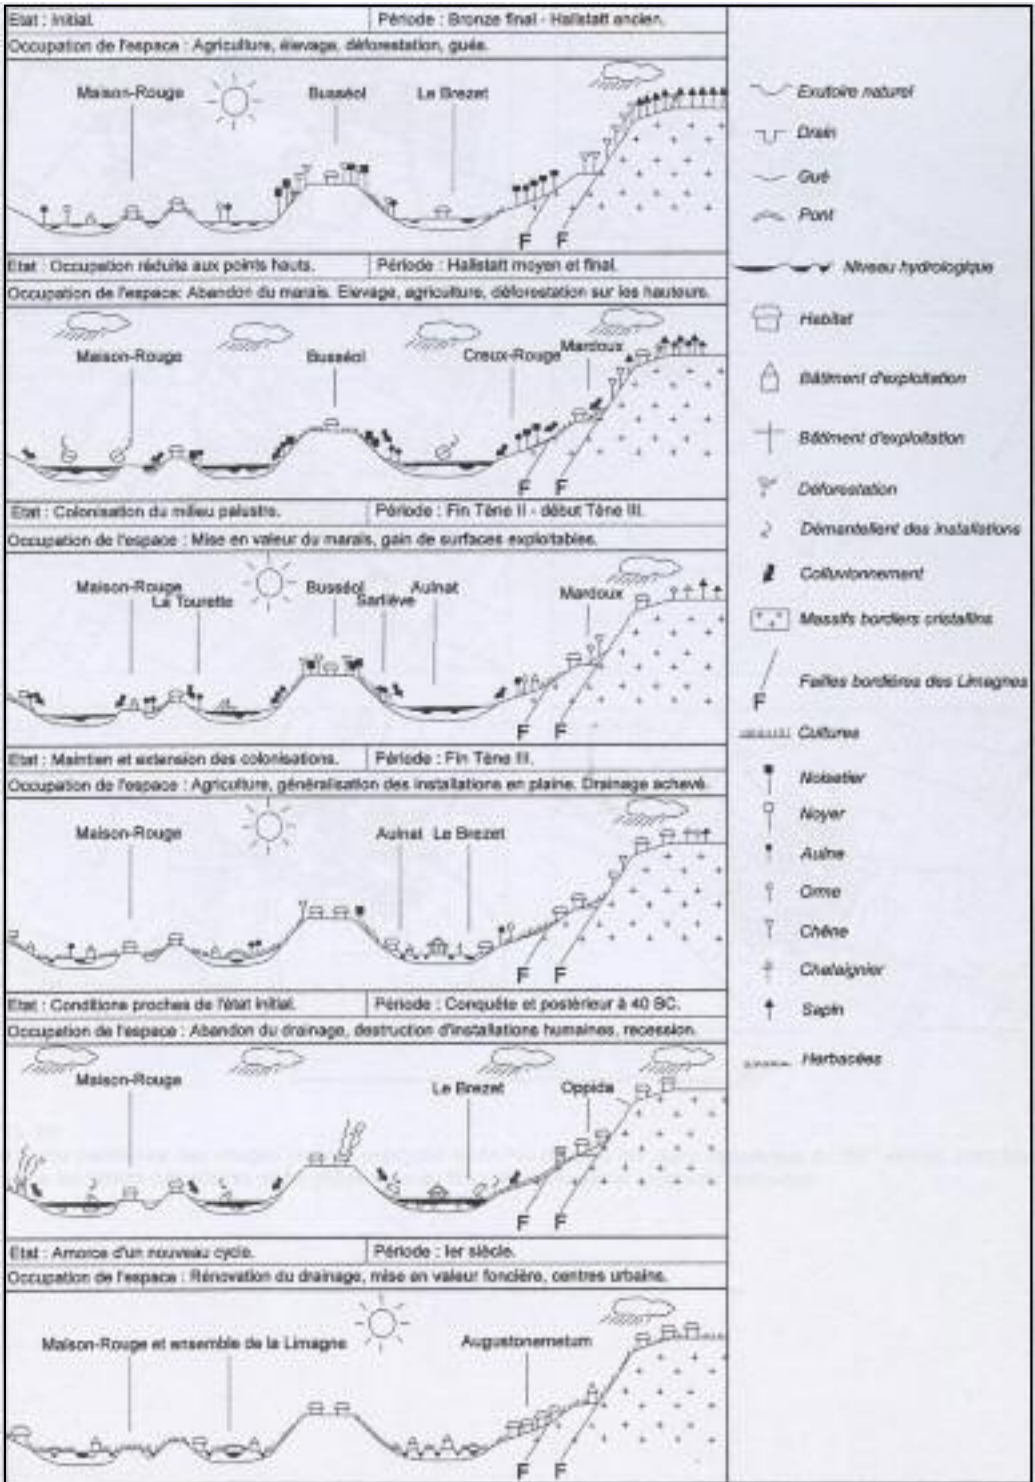 Etat : Initial. Période : Bronze final - Hallstatt ancien.
Occupation de l'espace : Agriculture, élevage, déforestation, gués.
Maison-Rouge Busséol Le Brezet
F F
Etat : Occupation réduite aux points hauts. Période : Hallstatt moyen et final.
Occupation de l'espace: Abandon du marais. Elevage, agriculture, déforestation sur les hauteurs.
Maison-Rouge Busséol Creux-Rouge Mardoux
F F
Etat : Colonisation du milieu palustre. Période : Fin Tène II - début Tène III.
Occupation de l'espace : Mise en valeur du marais, gain de surfaces exploitables.
Maison-Rouge La Tourette Busséol Sarliève Aulnat Mardoux
F F
Etat : Maintien et extension des colonisations. Période : Fin Tène III.
Occupation de l'espace : Agriculture, généralisation des installations en plaine. Drainage achevé.
Maison-Rouge Aulnat Le Brezet
F F
Etat : Conditions proches de l'état initial. Période : Conquête et postérieur à 40 BC.
Occupation de l'espace : Abandon du drainage, destruction d'installations humaines, recession.
Maison-Rouge Le Brezet Oppida
F F
Etat : Amorce d'un nouveau cycle. Période : Ier siècle.
Occupation de l'espace : Rénovation du drainage, mise en valeur foncière, centres urbains.
Maison-Rouge et ensemble de la Limagne Augustonemetum
F F
Exutoire naturel
Drain
Gué
Pont
Niveau hydrologique
Habitat
Bâtiment d'exploitation
Bâtiment d'exploitation
Déforestation
Démantellent des installations
Colluvionnement
Massifs bordiers cristallins
Failles bordières des Limagnes
F
Cultures
Noisetier
Noyer
Aulne
Orme
Chêne
Chataignier
Sapin
Herbacées